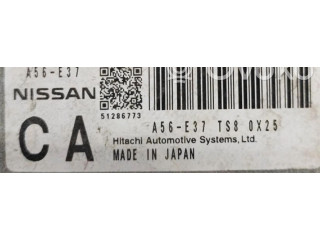 A56-E37
NISSAN
51286773
CA
A56-E37 TS8 0X25
Hitachi Automotive Systems, Ltd.
MADE IN JAPAN